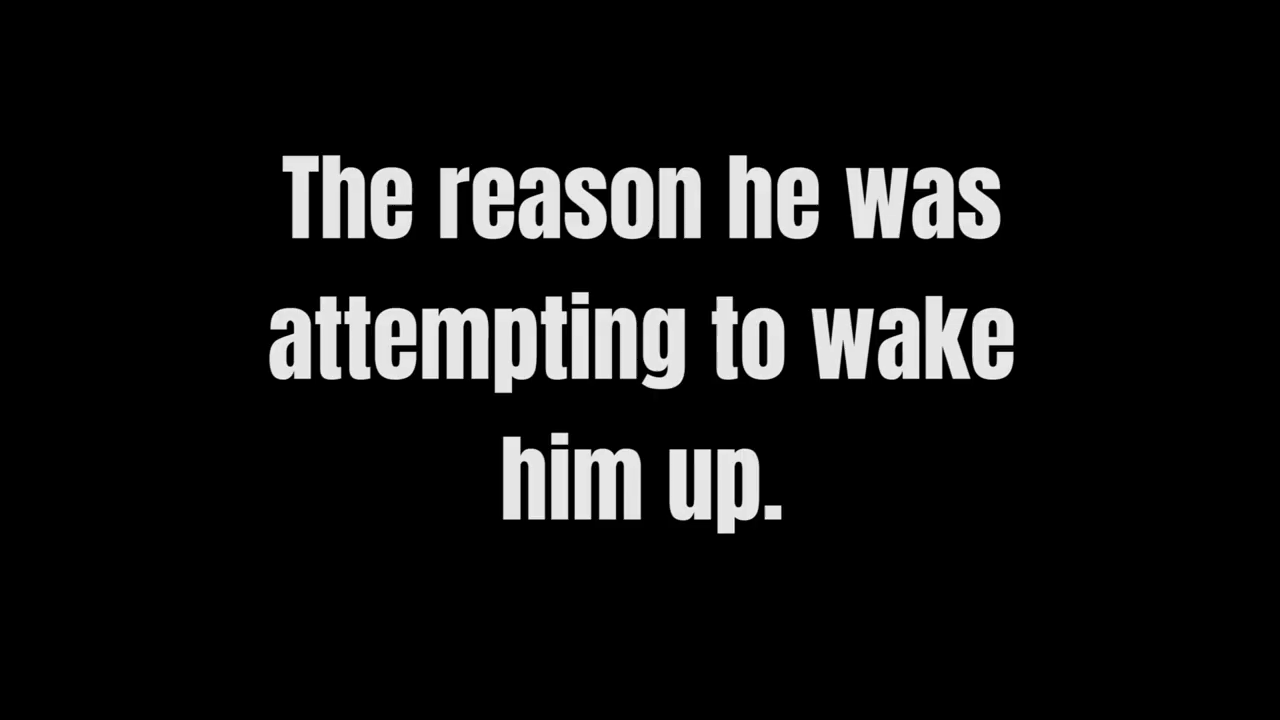 The reason he was
attempting to wake
him up.